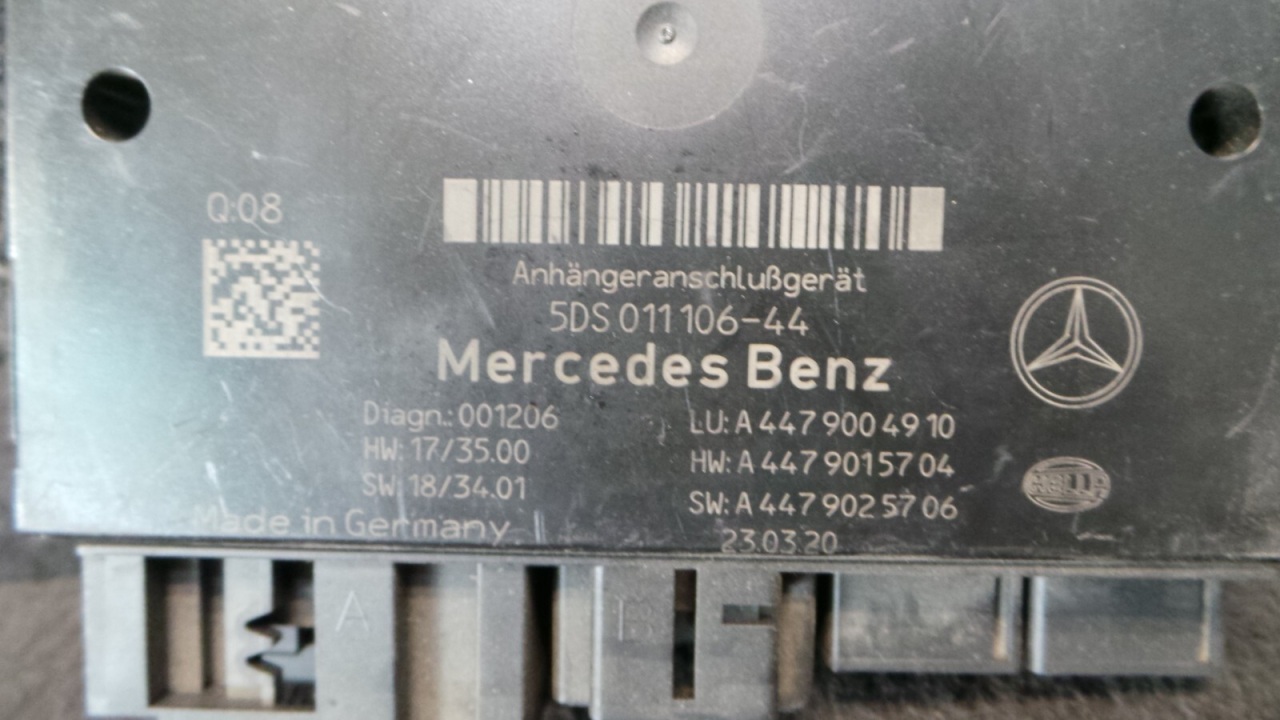 Q:08
Anhängeranschlußgerät
5DS 011 106-44
Mercedes Benz
Diagn.: 001206
HW: 17/35.00
SW: 18/34.01
Made in Germany
LU: A 447 900 49 10
HW: A 447 901 57 04
SW: A 447 902 57 06
23.03.20
HELLA
A
B